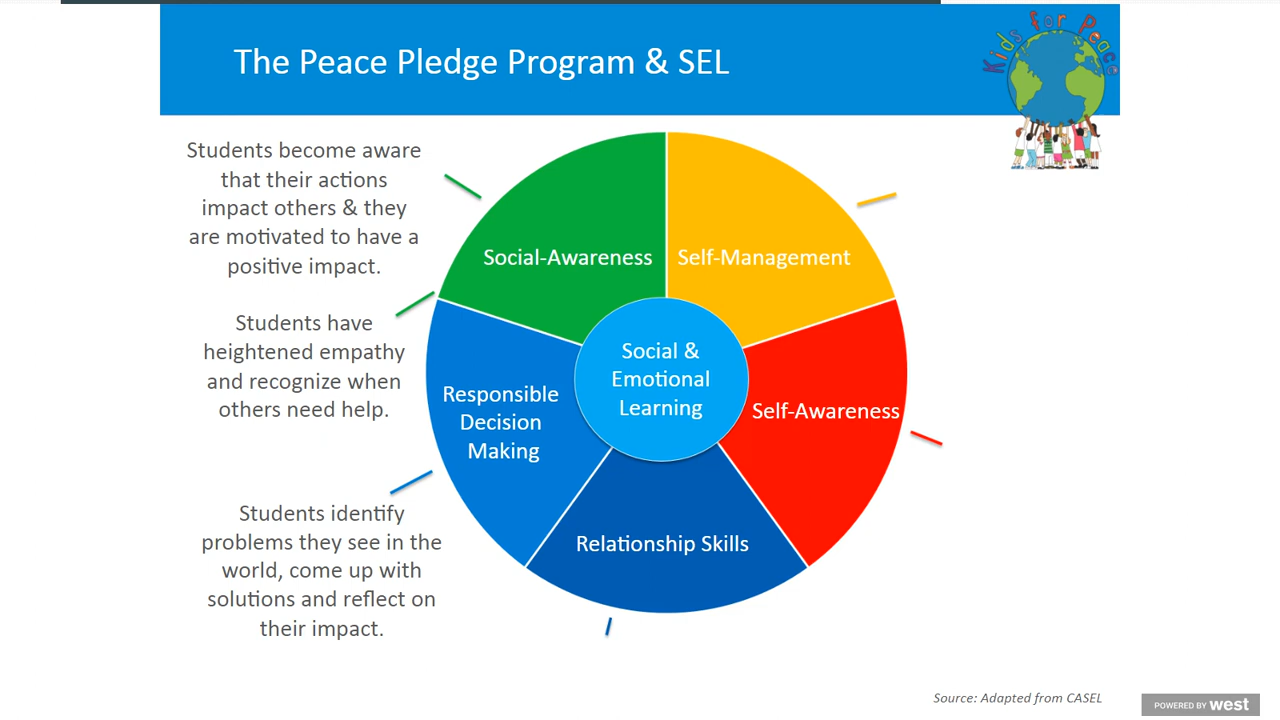 The Peace Pledge Program & SEL
Kids for Peace
Students become aware
that their actions
impact others & they
are motivated to have a
positive impact.
Students have
heightened empathy
and recognize when
others need help.
Students identify
problems they see in the
world, come up with
solutions and reflect on
their impact.
Social-Awareness
Self-Management
Social &
Emotional
Learning
Responsible
Decision
Making
Self-Awareness
Relationship Skills
Source: Adapted from CASEL
POWERED BY west